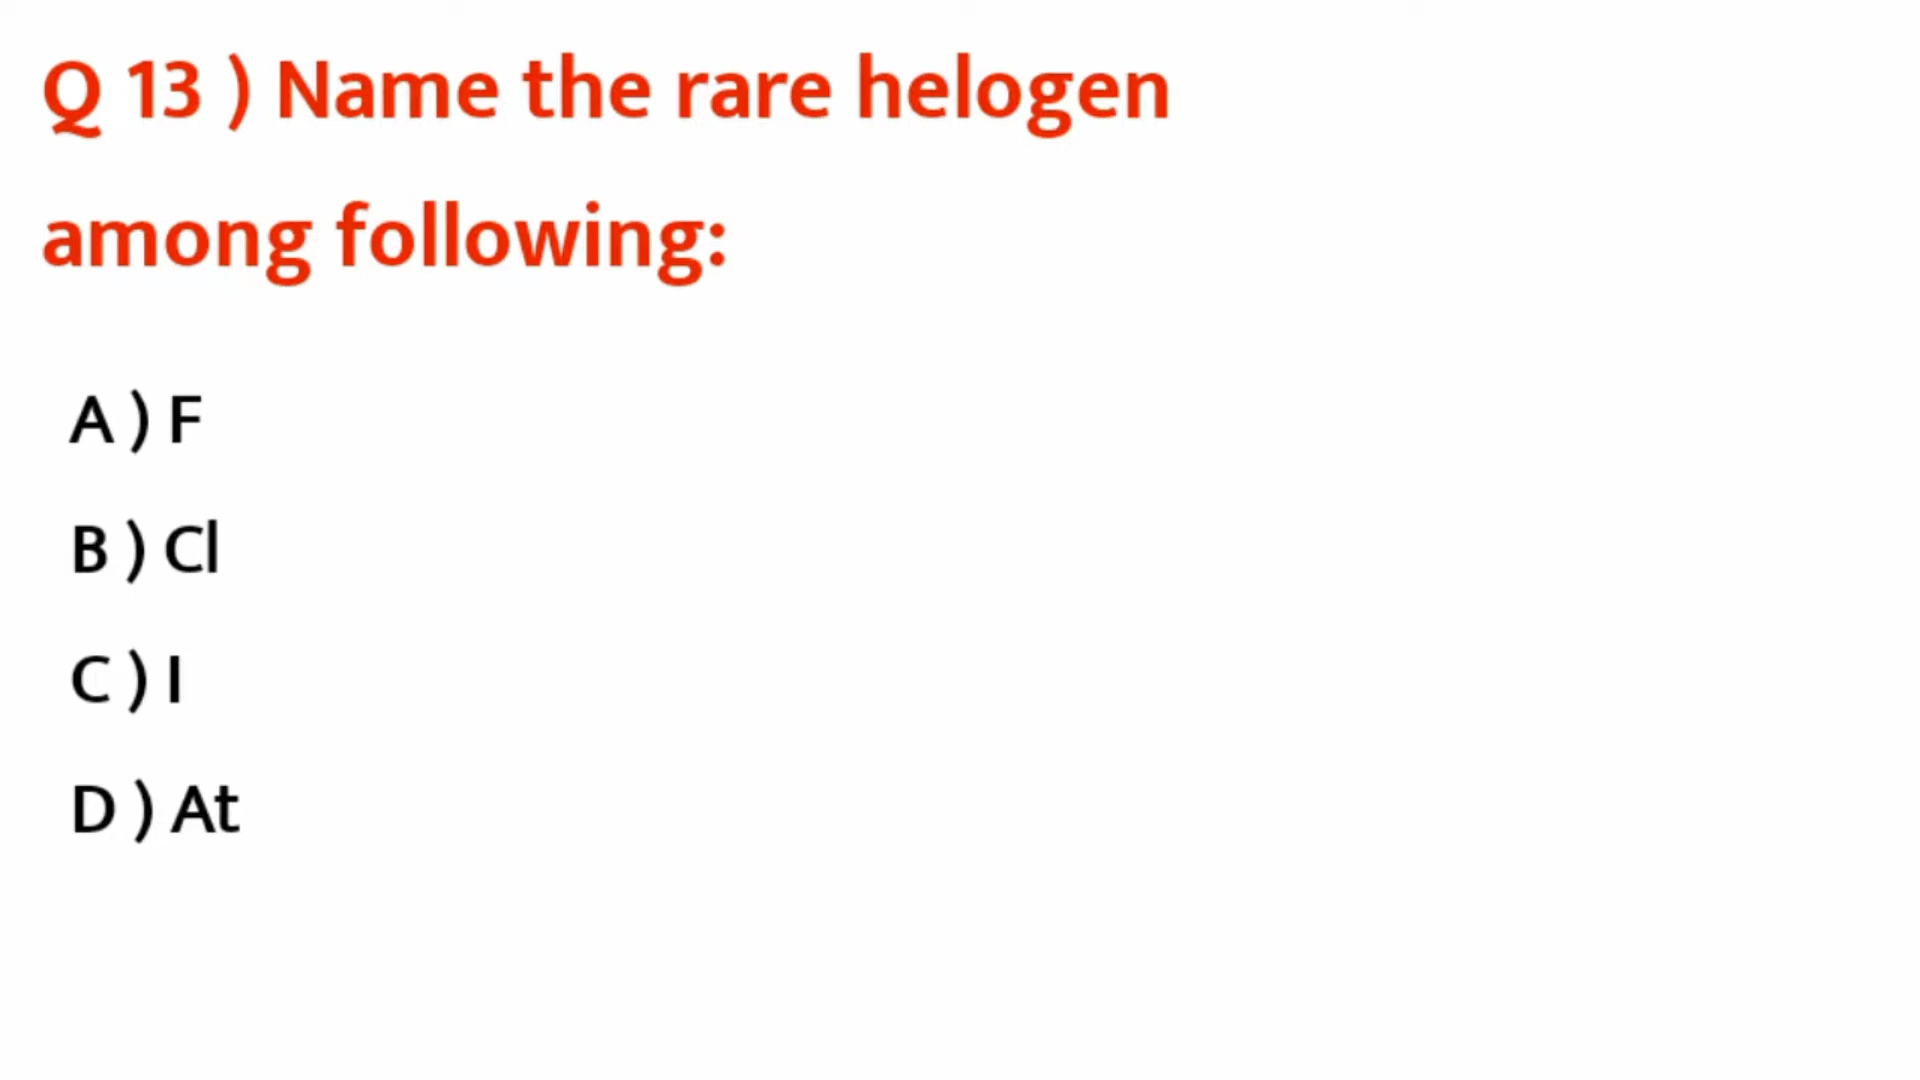 Q 13 ) Name the rare helogen
among following:
A ) F
B ) Cl
C ) I
D ) At